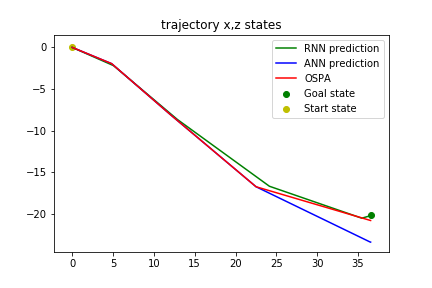 trajectory x,z states
RNN prediction
ANN prediction
OSPA
Goal state
Start state
0
−5
−10
−15
−20
0 5 10 15 20 25 30 35